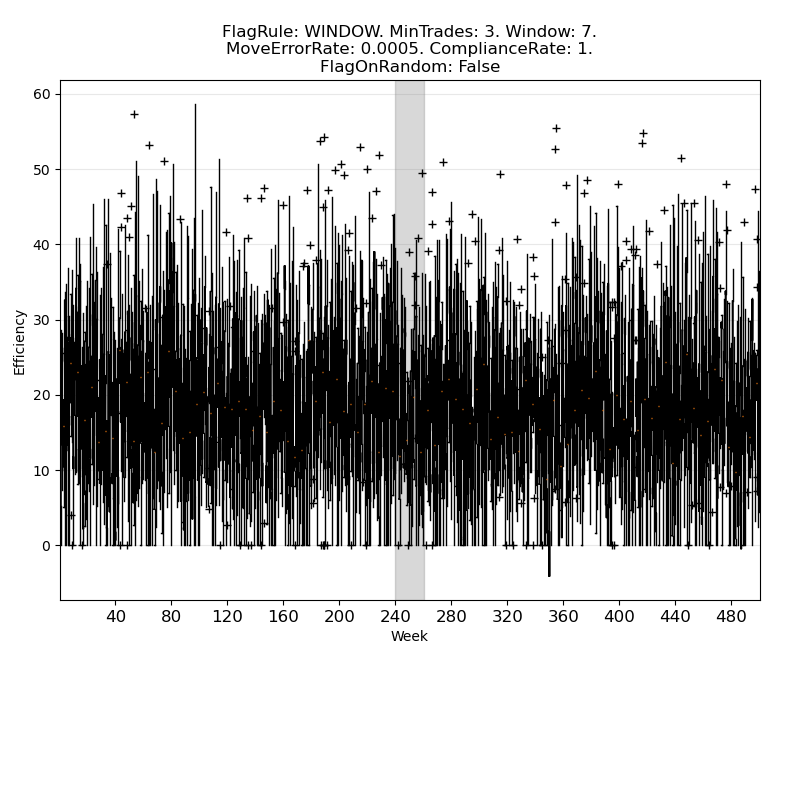 FlagRule: WINDOW. MinTrades: 3. Window: 7.
MoveErrorRate: 0.0005. ComplianceRate: 1.
FlagOnRandom: False
60
50
40
30
20
10
0
Efficiency
40 80 120 160 200 240 280 320 360 400 440 480
Week